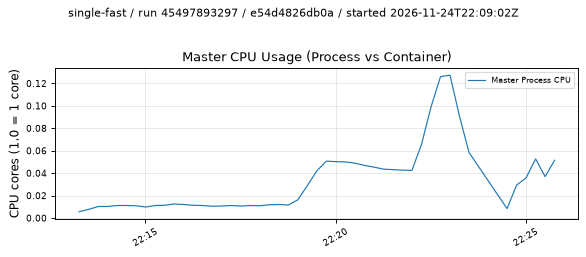 single-fast / run 45497893297 / e54d4826db0a / started 2026-11-24T22:09:02Z
Master CPU Usage (Process vs Container)
Master Process CPU
CPU cores (1.0 = 1 core)
0.12
0.10
0.08
0.06
0.04
0.02
0.00
22:15
22:20
22:25